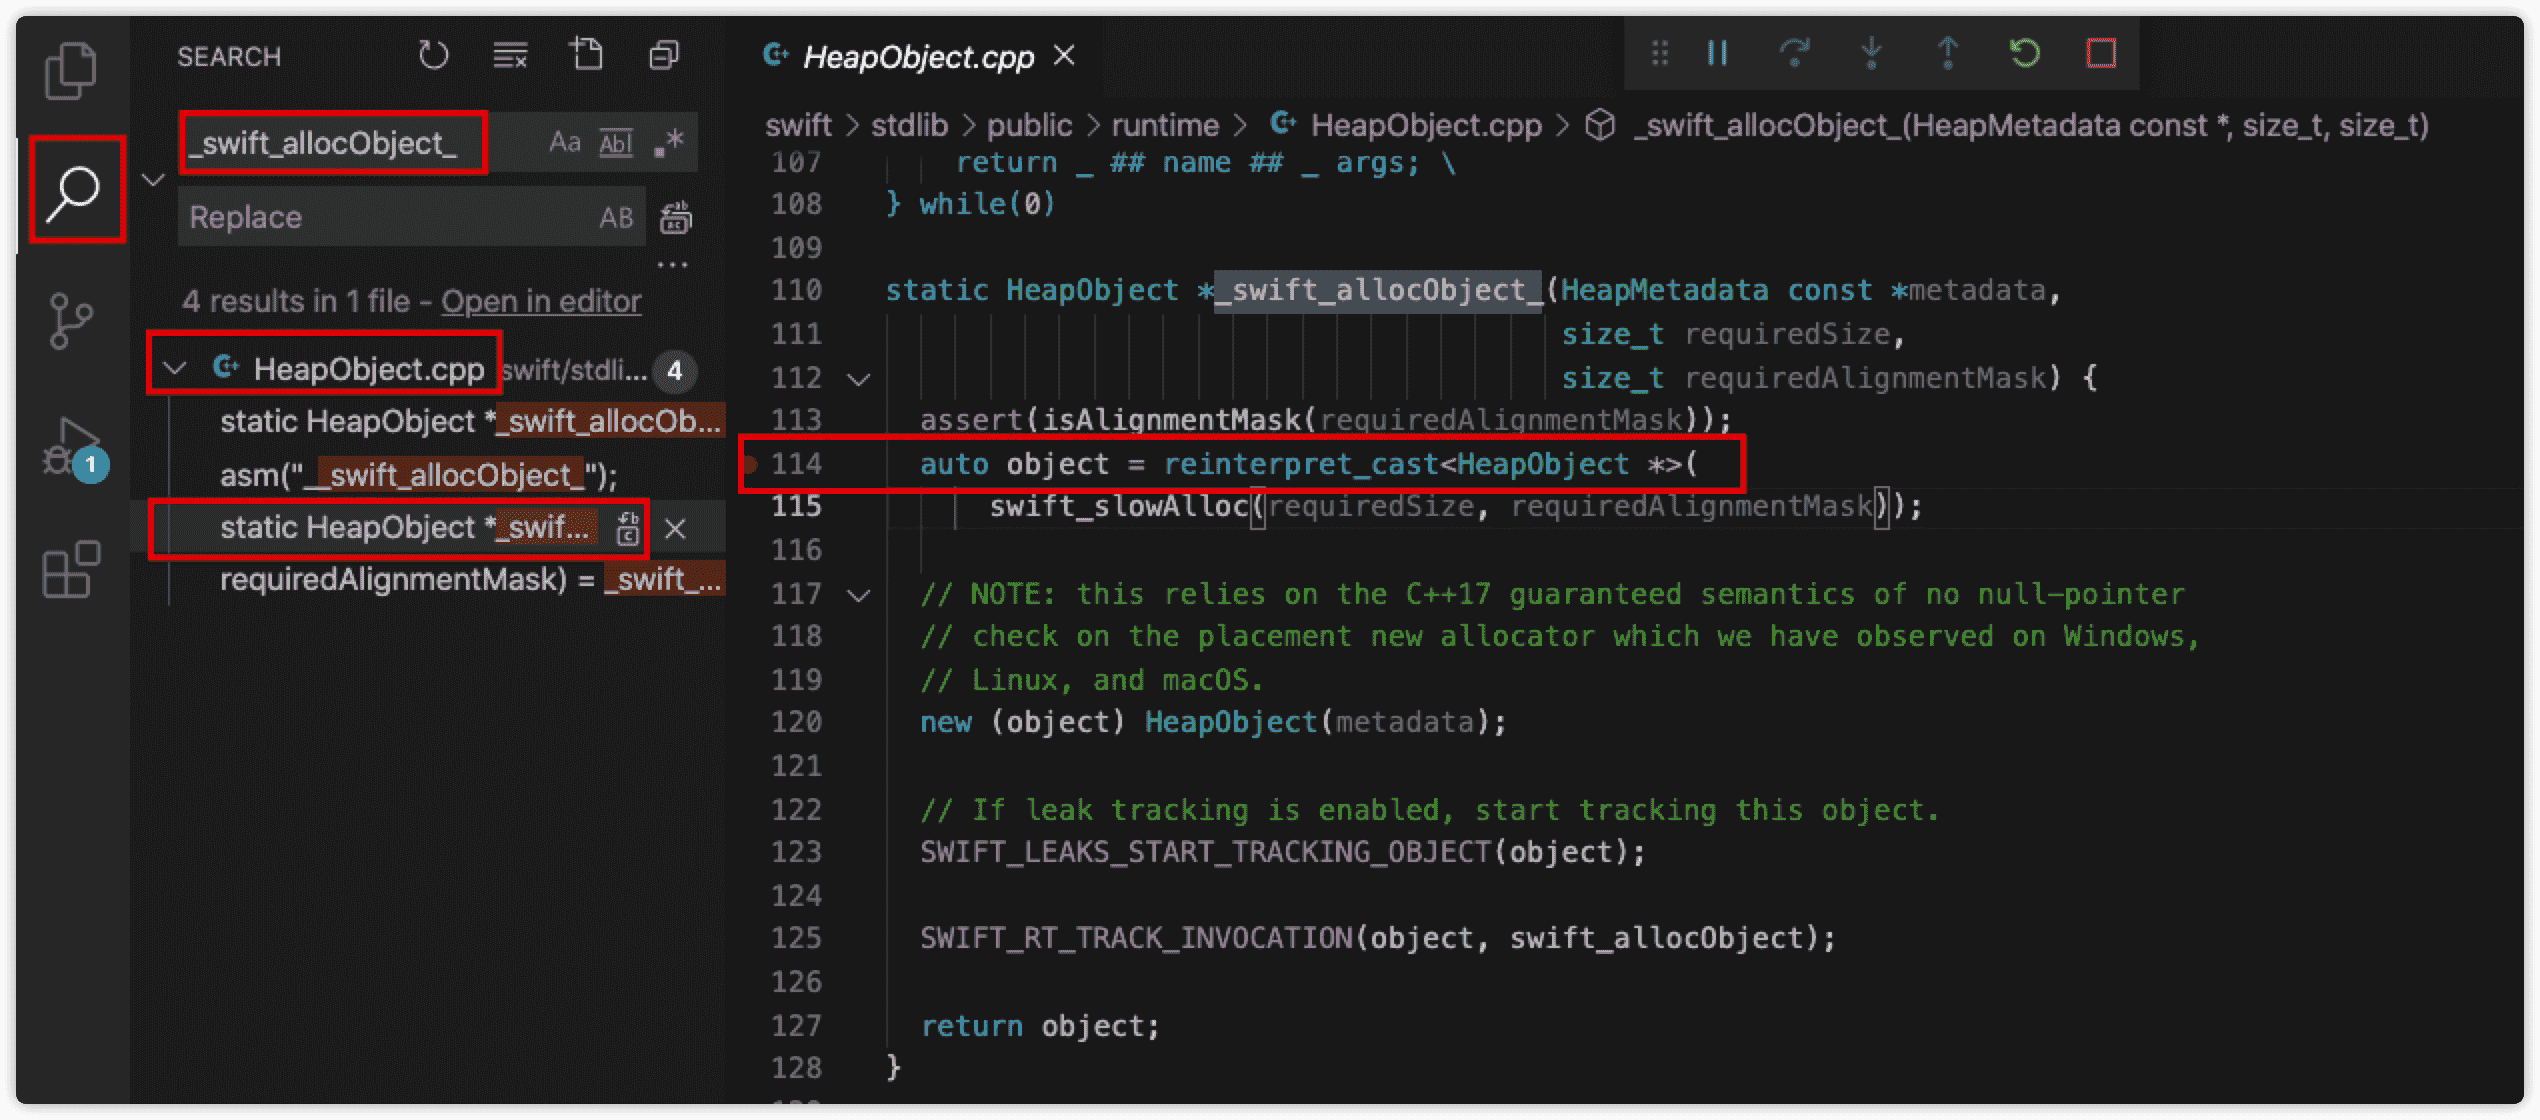 SEARCH
_swift_allocObject_
Aa
Abl
.*
Replace
AB
...
4 results in 1 file - Open in editor
HeapObject.cpp swift/stdli... 4
static HeapObject *_swift_allocOb...
asm("__swift_allocObject_");
static HeapObject *_swif...
requiredAlignmentMask) = _swift_...
1
HeapObject.cpp
swift > stdlib > public > runtime > HeapObject.cpp > _swift_allocObject_(HeapMetadata const *, size_t, size_t)
107 return _ ## name ## _ args; \
108 } while(0)
109
110 static HeapObject *_swift_allocObject_(HeapMetadata const *metadata,
111 size_t requiredSize,
112 size_t requiredAlignmentMask) {
113 assert(isAlignmentMask(requiredAlignmentMask));
114 auto object = reinterpret_cast<HeapObject *>(
115 swift_slowAlloc(requiredSize, requiredAlignmentMask));
116
117 // NOTE: this relies on the C++17 guaranteed semantics of no null-pointer
118 // check on the placement new allocator which we have observed on Windows,
119 // Linux, and macOS.
120 new (object) HeapObject(metadata);
121
122 // If leak tracking is enabled, start tracking this object.
123 SWIFT_LEAKS_START_TRACKING_OBJECT(object);
124
125 SWIFT_RT_TRACK_INVOCATION(object, swift_allocObject);
126
127 return object;
128 }